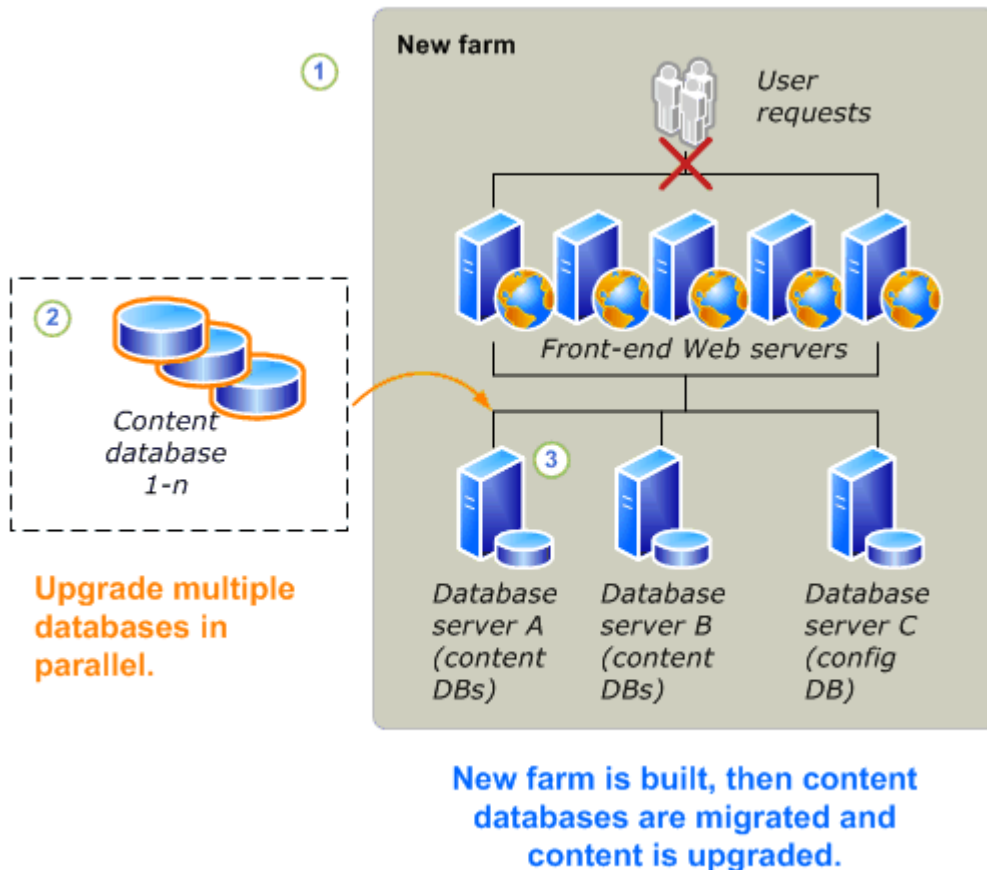 New farm
1
User
requests
Front-end Web servers
2
Content
database
1-n
3
Database
server A
(content
DBs)
Database
server B
(content
DBs)
Database
server C
(config
DB)
Upgrade multiple
databases in
parallel.
New farm is built, then content
databases are migrated and
content is upgraded.